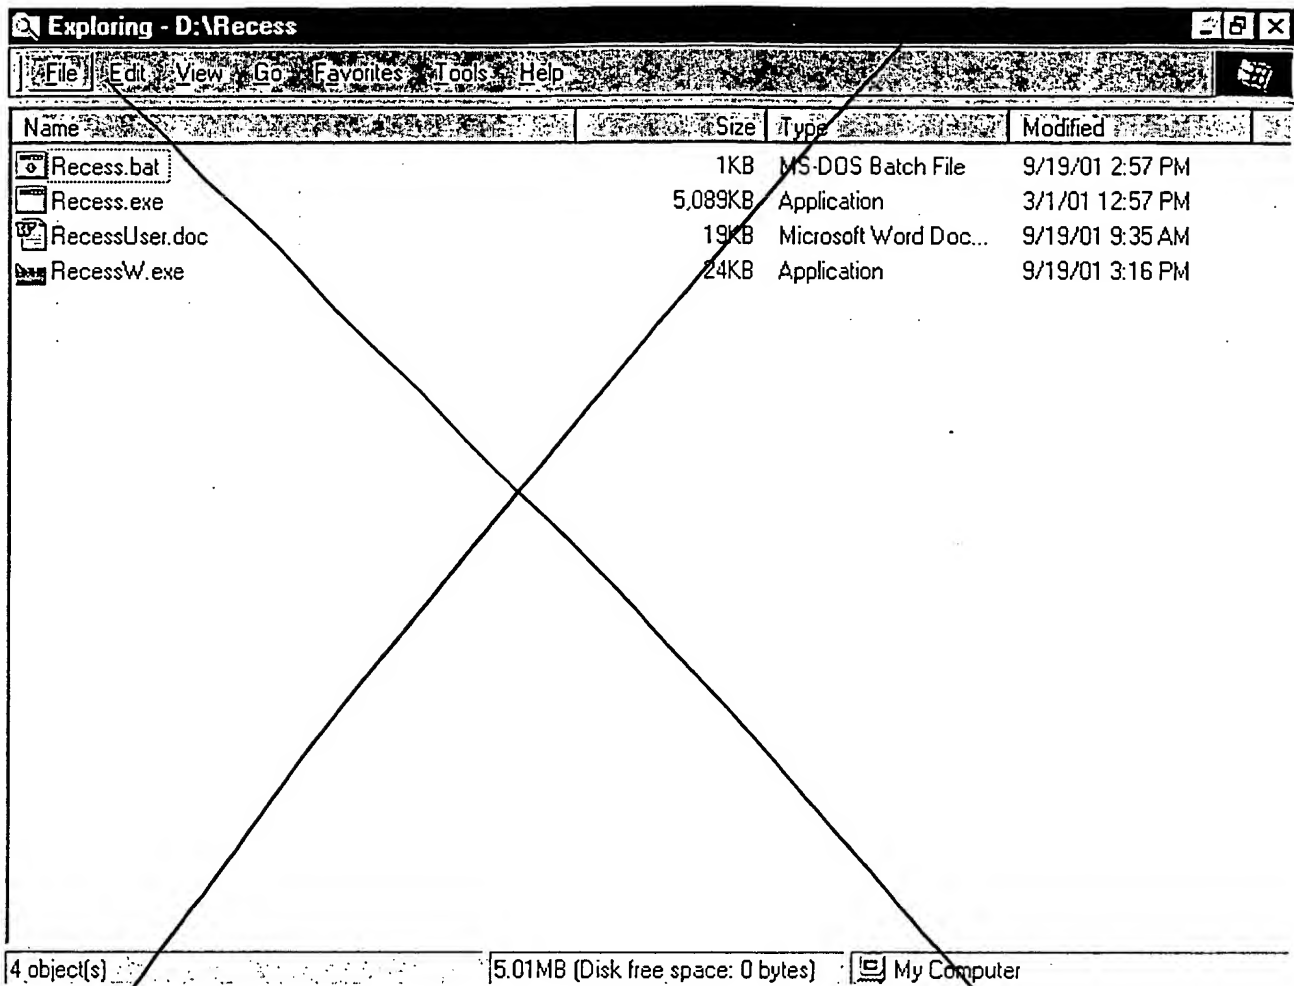 Exploring - D:\Recess
File Edit View Go Favorites Tools Help
Name Size Type Modified
Recess.bat 1KB MS-DOS Batch File 9/19/01 2:57 PM
Recess.exe 5,089KB Application 3/1/01 12:57 PM
RecessUser.doc 19KB Microsoft Word Doc... 9/19/01 9:35 AM
RecessW.exe 24KB Application 9/19/01 3:16 PM
4 object(s) 5.01MB (Disk free space: 0 bytes) My Computer